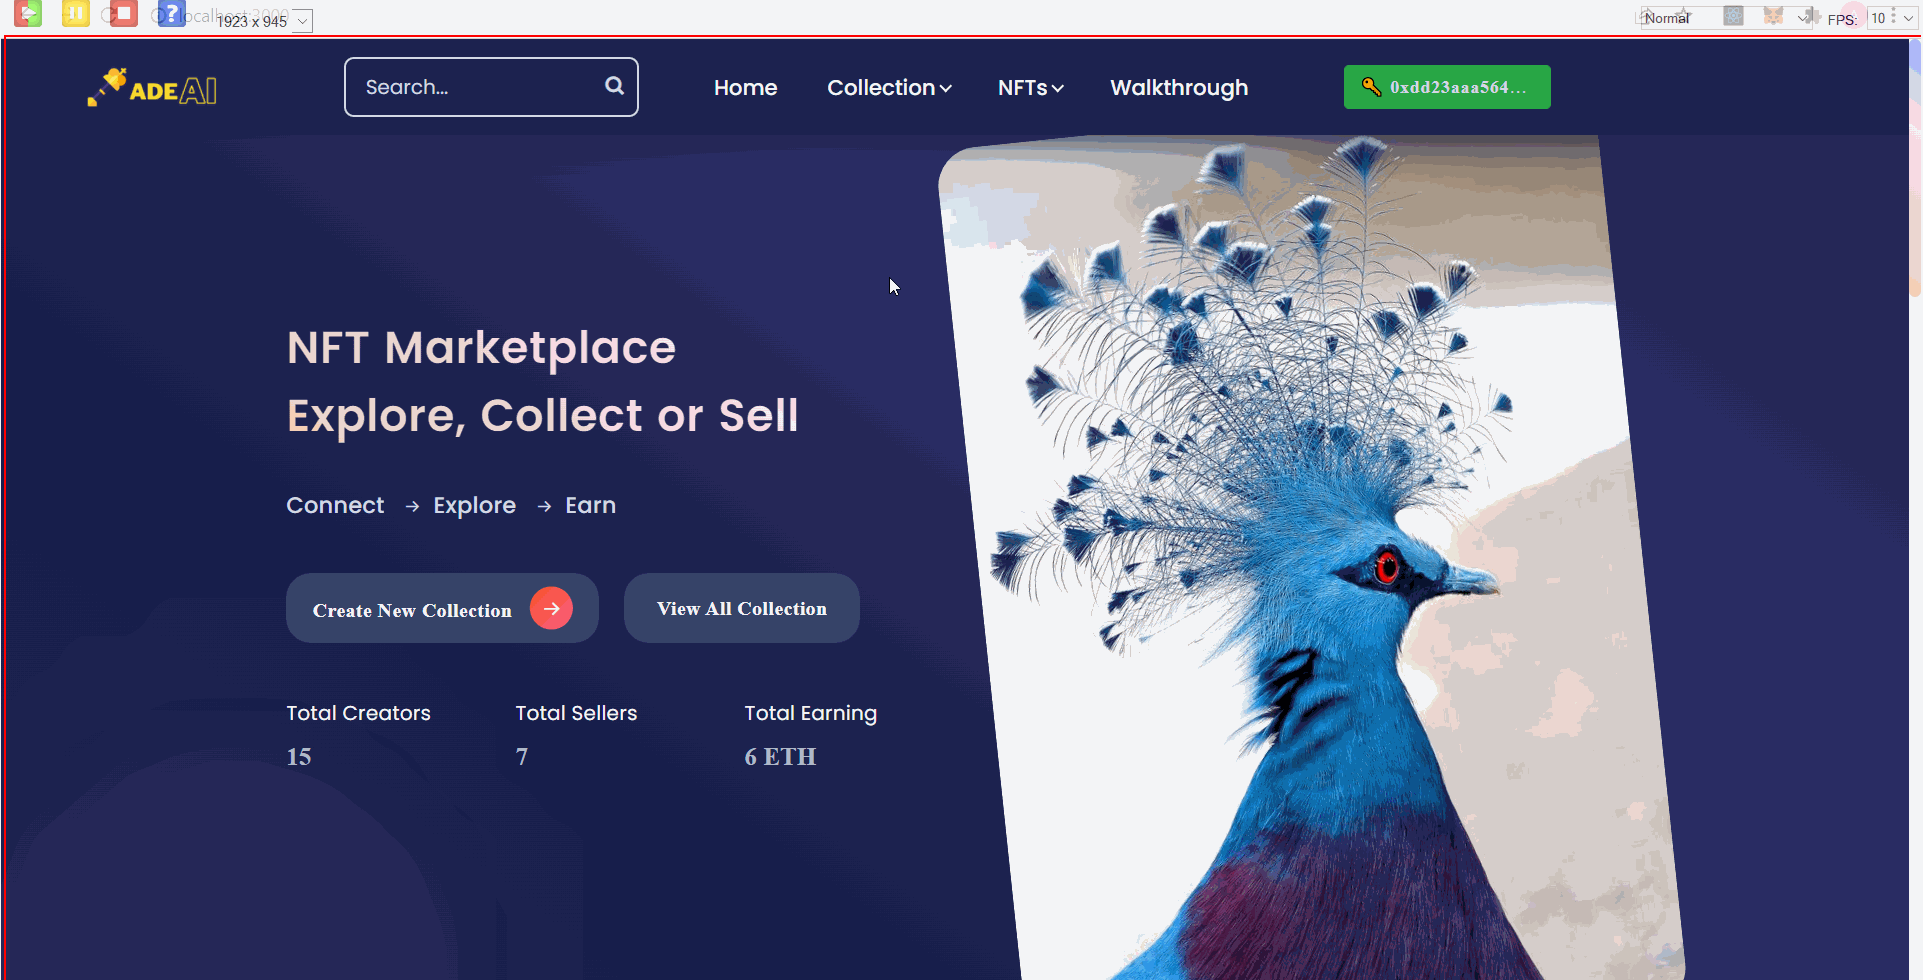 localhost:3000
1923 x 945
Normal
FPS:
10
ADE AI
Search...
Home
Collection
NFTs
Walkthrough
0xdd23aaa564...
NFT Marketplace
Explore, Collect or Sell
Connect → Explore → Earn
Create New Collection →
View All Collection
Total Creators
Total Sellers
Total Earning
15
7
6 ETH